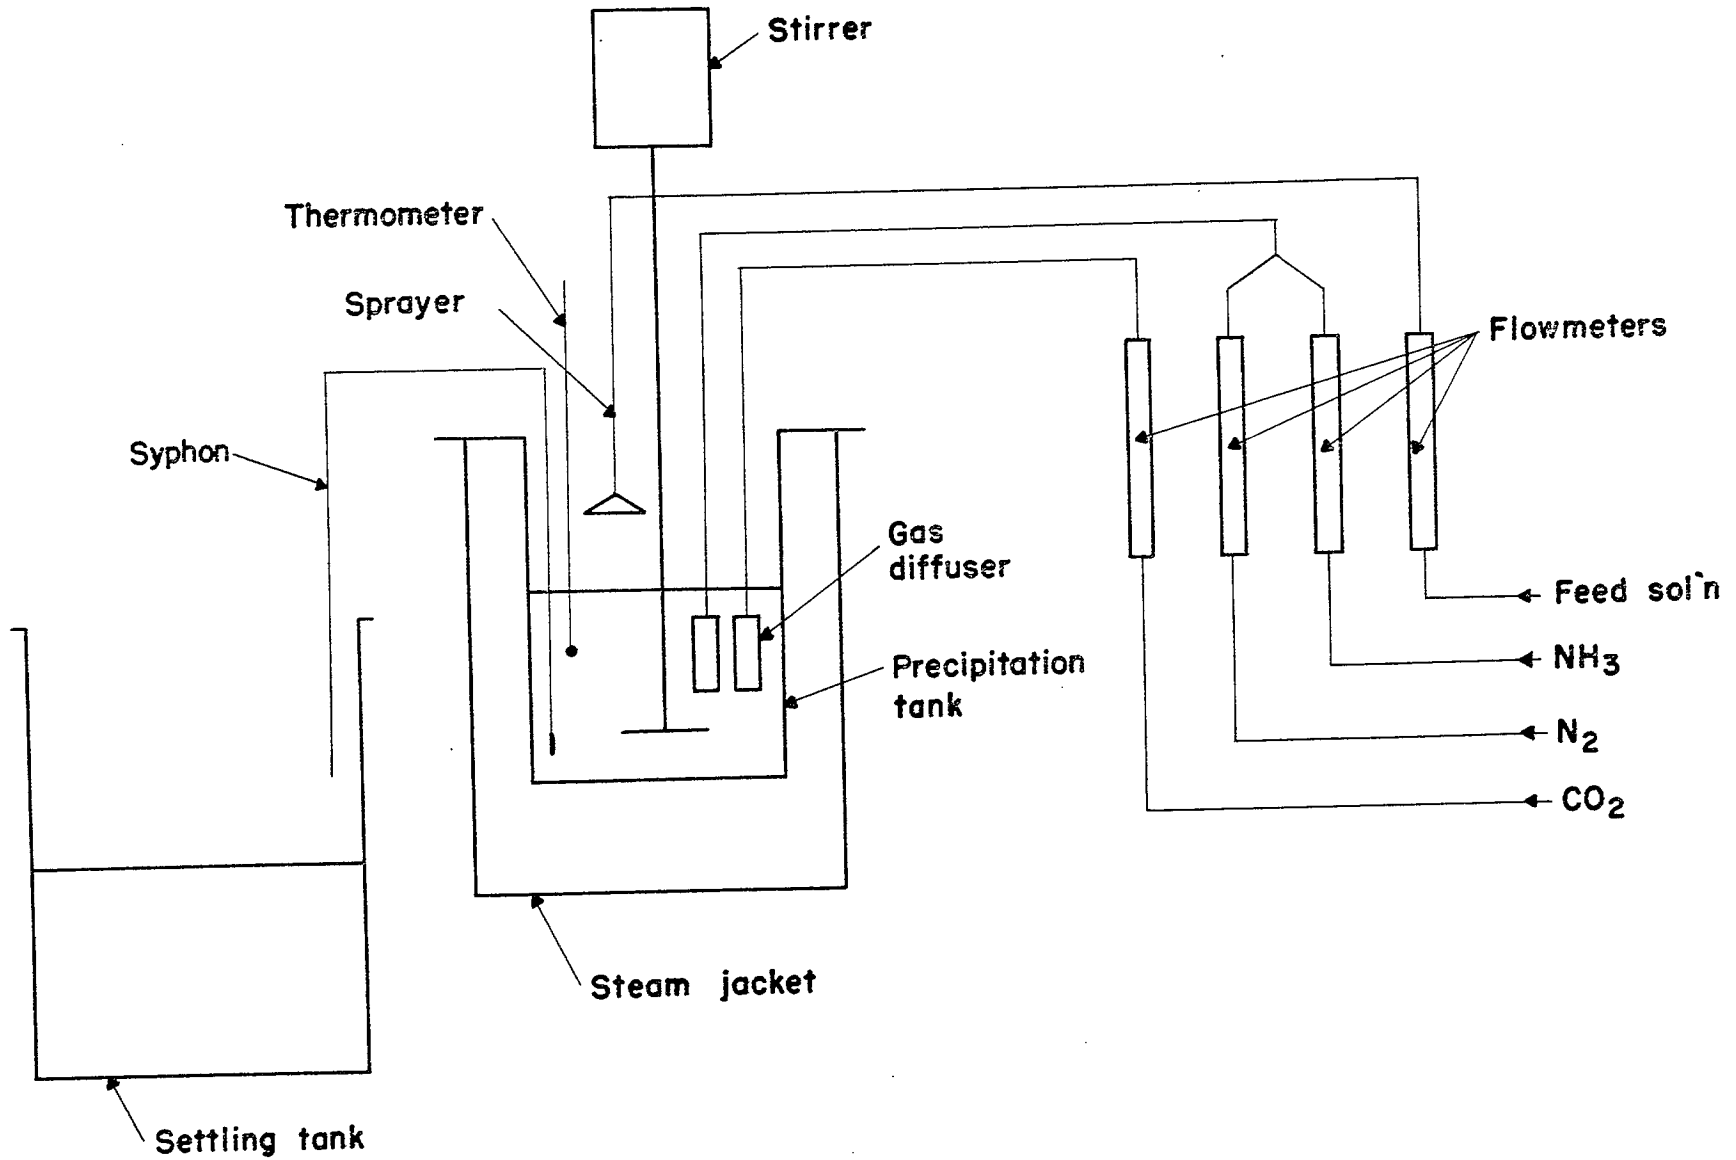 Stirrer
Thermometer
Sprayer
Flowmeters
Syphon
Gas
diffuser
Feed sol'n
Precipitation
tank
NH3
N2
CO2
Steam jacket
Settling tank